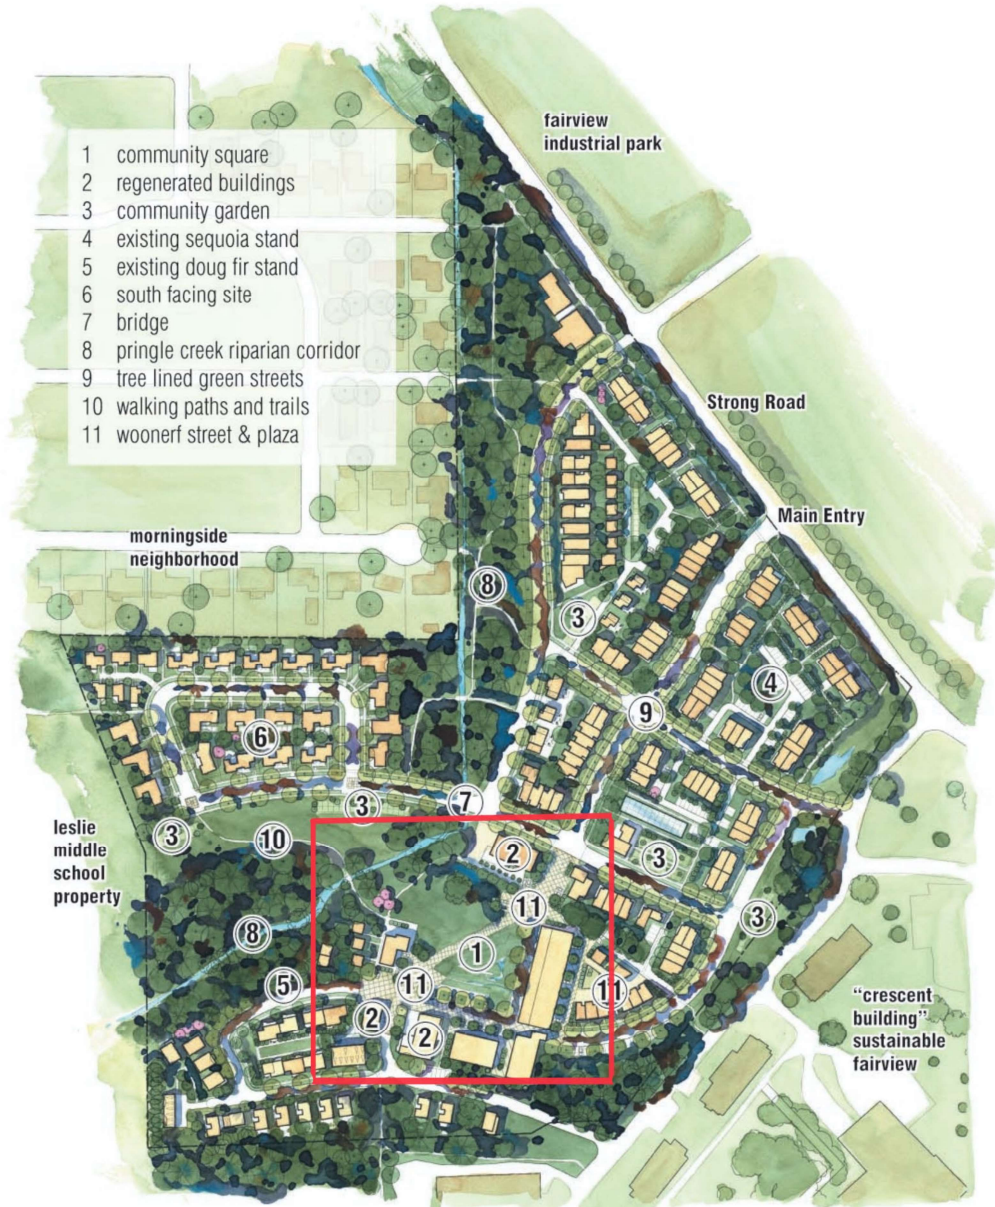 fairview
industrial park
1 community square
2 regenerated buildings
3 community garden
4 existing sequoia stand
5 existing doug fir stand
6 south facing site
7 bridge
8 pringle creek riparian corridor
9 tree lined green streets
10 walking paths and trails
11 woonerf street & plaza
Strong Road
Main Entry
morningside
neighborhood
8
3
4
6
9
3
7
3
10
2
3
leslie
middle
school
property
11
3
8
1
5
11
11
"crescent
building"
sustainable
fairview
2
2